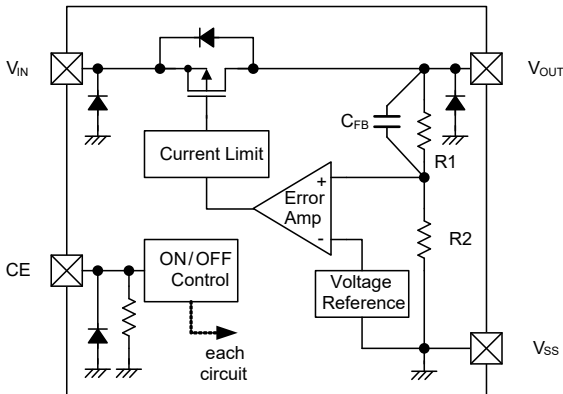 VIN
VOUT
CFB
R1
Current Limit
+
Error
Amp
-
R2
CE
ON/OFF
Control
Voltage
Reference
each
circuit
VSS